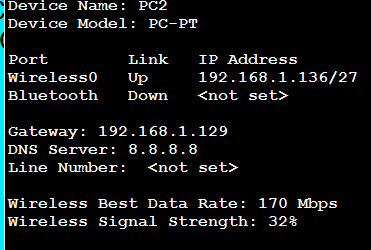 Device Name: PC2
Device Model: PC-PT
Port Link IP Address
Wireless0 Up 192.168.1.136/27
Bluetooth Down <not set>
Gateway: 192.168.1.129
DNS Server: 8.8.8.8
Line Number: <not set>
Wireless Best Data Rate: 170 Mbps
Wireless Signal Strength: 32%